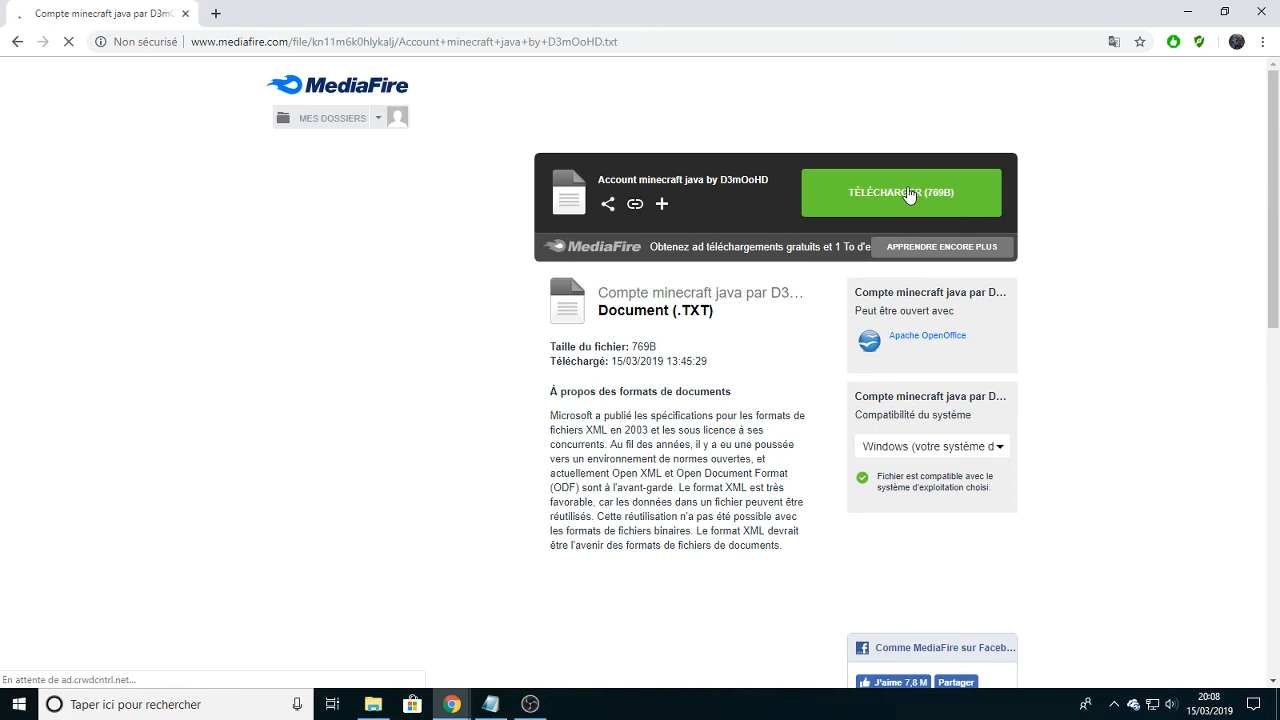 Compte minecraft java par D3mC
Non sécurisé
www.mediafire.com/file/kn11m6k0hlykalj/Account+minecraft+java+by+D3mOoHD.txt
MediaFire
MES DOSSIERS
Account minecraft java by D3mOoHD
TÉLÉCHARGER (769B)
MediaFire
Obtenez ad téléchargements gratuits et 1 To d'e
APPRENDRE ENCORE PLUS
Compte minecraft java par D3…
Document (.TXT)
Taille du fichier: 769B
Téléchargé: 15/03/2019 13:45:29
À propos des formats de documents
Microsoft a publié les spécifications pour les formats de
fichiers XML en 2003 et les sous licence à ses
concurrents. Au fil des années, il y a eu une poussée
vers un environnement de normes ouvertes, et
actuellement Open XML et Open Document Format
(ODF) sont à l'avant-garde. Le format XML est très
favorable, car les données dans un fichier peuvent être
réutilisés. Cette réutilisation n'a pas été possible avec
les formats de fichiers binaires. Le format XML devrait
être l'avenir des formats de fichiers de documents.
Compte minecraft java par D...
Peut être ouvert avec
Apache OpenOffice
Compte minecraft java par D...
Compatibilité du système
Windows (votre système d
Fichier est compatible avec le
système d'exploitation choisi.
Comme MediaFire sur Faceb...
J'aime 7,8 M
Partager
En attente de ad.crwdcntrl.net...
Taper ici pour rechercher
20:08
15/03/2019